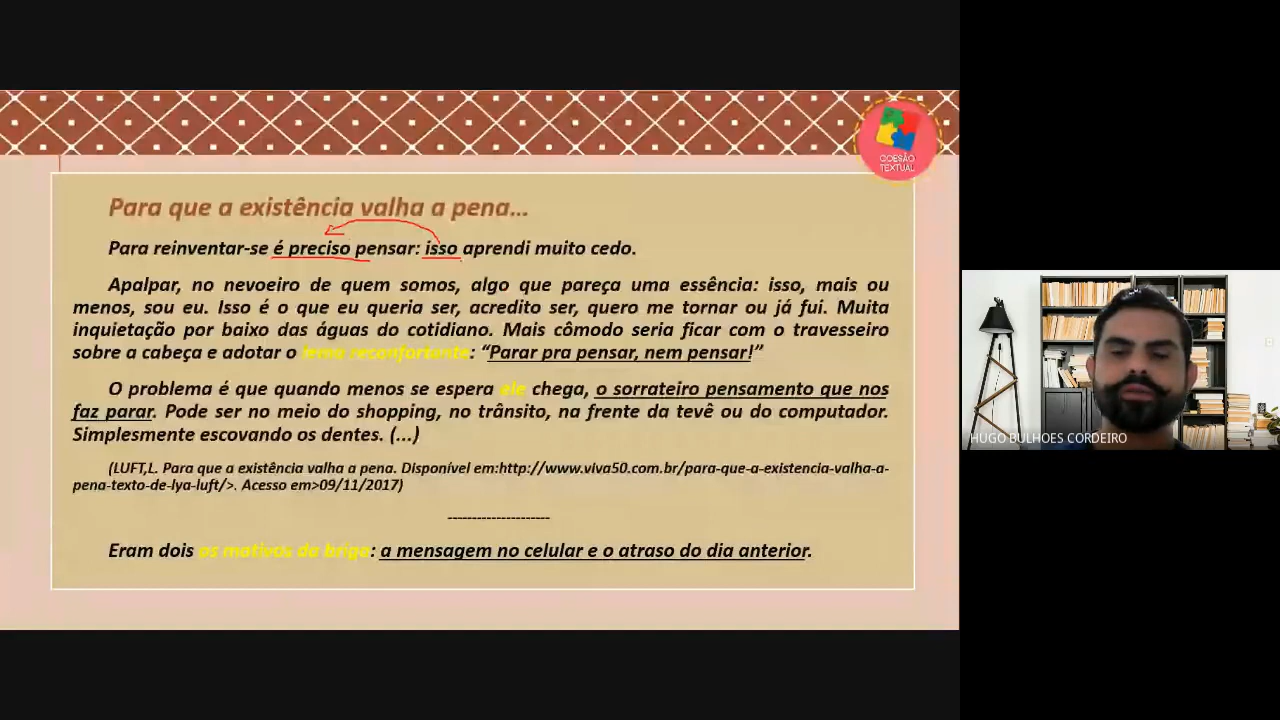 COESÃO
TEXTUAL
Para que a existência valha a pena...
Para reinventar-se é preciso pensar: isso aprendi muito cedo.
Apalpar, no nevoeiro de quem somos, algo que pareça uma essência: isso, mais ou
menos, sou eu. Isso é o que eu queria ser, acredito ser, quero me tornar ou já fui. Muita
inquietação por baixo das águas do cotidiano. Mais cômodo seria ficar com o travesseiro
sobre a cabeça e adotar o lema reconfortante: “Parar pra pensar, nem pensar!”
O problema é que quando menos se espera ele chega, o sorrateiro pensamento que nos
faz parar. Pode ser no meio do shopping, no trânsito, na frente da tevê ou do computador.
Simplesmente escovando os dentes. (...)
(LUFT,L. Para que a existência valha a pena. Disponível em:http://www.viva50.com.br/para-que-a-existencia-valha-a-
pena-texto-de-lya-luft/>. Acesso em>09/11/2017)
---------------------
Eram dois os motivos da briga: a mensagem no celular e o atraso do dia anterior.
HUGO BULHOES CORDEIRO